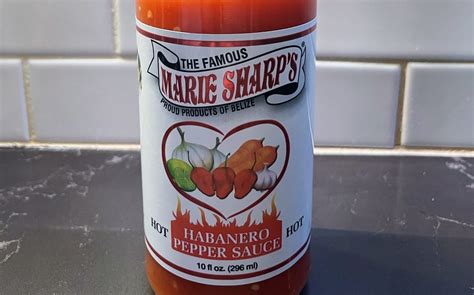 THE FAMOUS
MARIE SHARP'S
PROUD PRODUCTS OF BELIZE
HOT HOT
HABANERO
PEPPER SAUCE
10 fl oz. (296 ml)